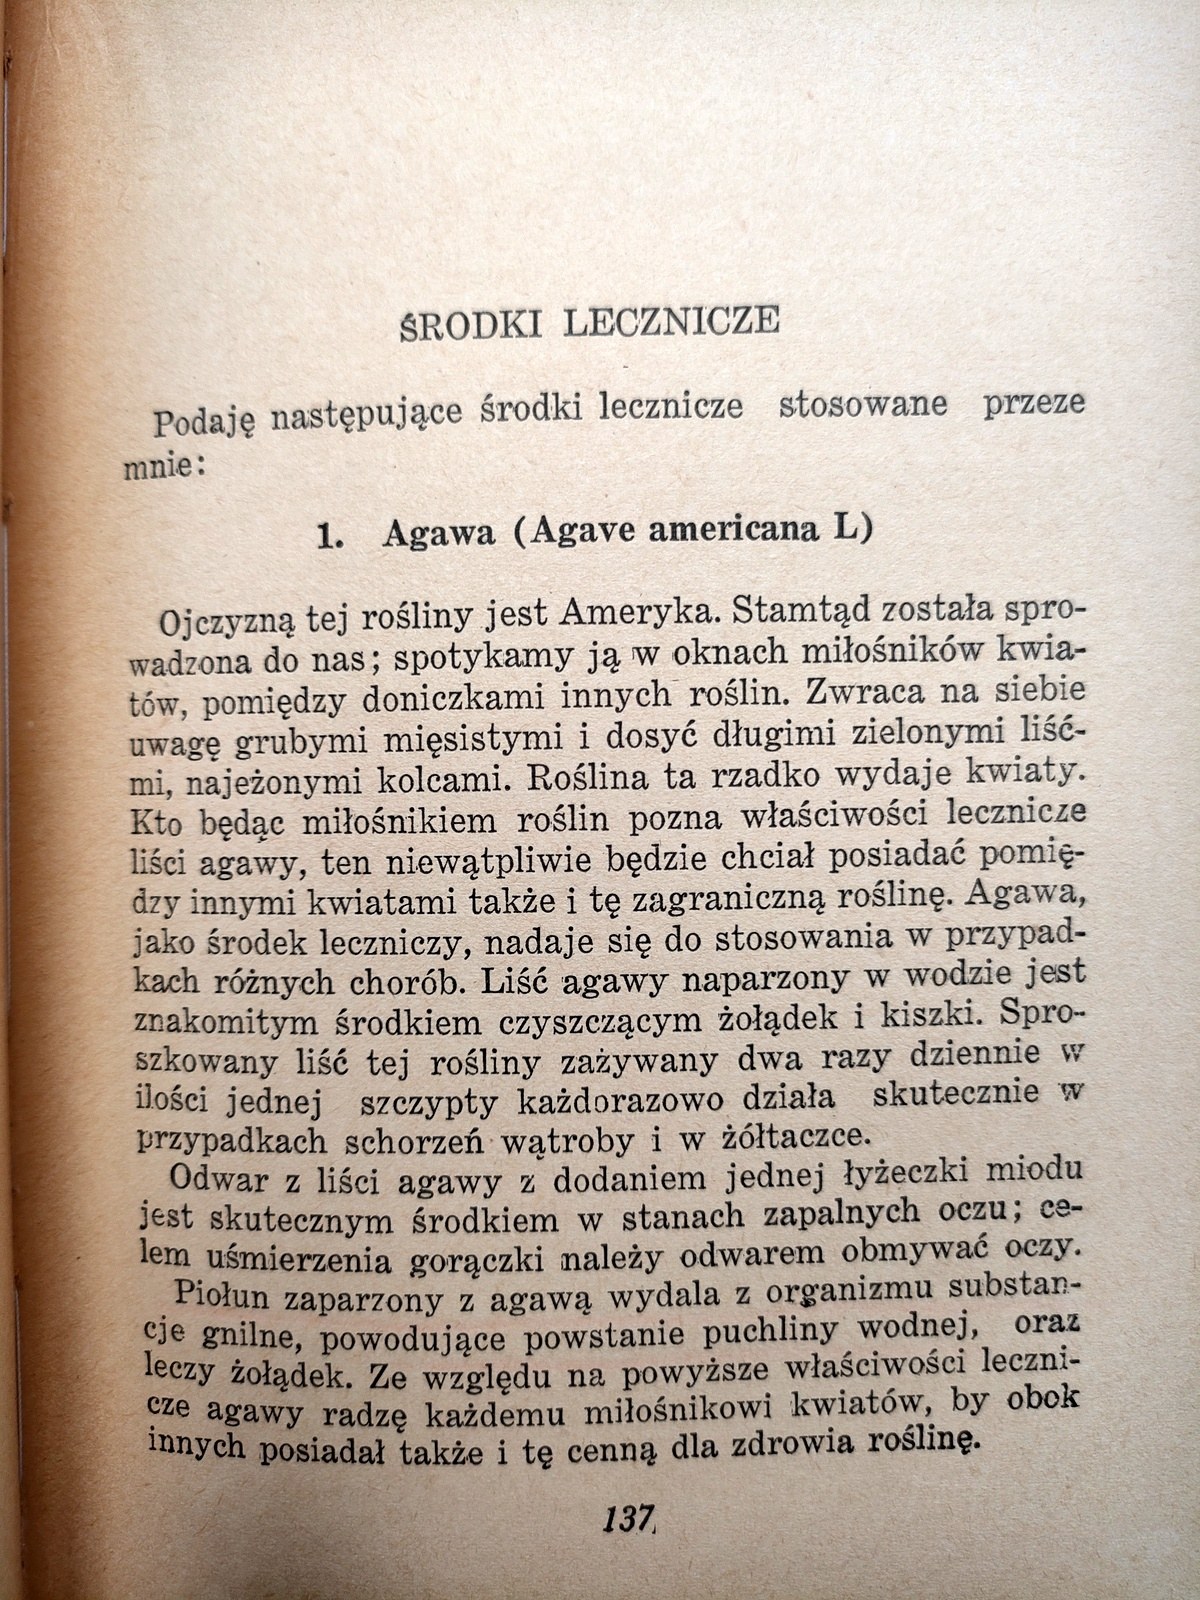 ŚRODKI LECZNICZE
Podaję następujące środki lecznicze stosowane przeze
mnie:
1. Agawa (Agave americana L)
Ojczyzną tej rośliny jest Ameryka. Stamtąd została spro-
wadzona do nas; spotykamy ją w oknach miłośników kwia-
tów, pomiędzy doniczkami innych roślin. Zwraca na siebie
uwagę grubymi mięsistymi i dosyć długimi zielonymi liść-
mi, najeżonymi kolcami. Roślina ta rzadko wydaje kwiaty.
Kto będąc miłośnikiem roślin pozna właściwości lecznicze
liści agawy, ten niewątpliwie będzie chciał posiadać pomię-
dzy innymi kwiatami także i tę zagraniczną roślinę. Agawa,
jako środek leczniczy, nadaje się do stosowania w przypad-
kach różnych chorób. Liść agawy naparzony w wodzie jest
znakomitym środkiem czyszczącym żołądek i kiszki. Spro-
szkowany liść tej rośliny zażywany dwa razy dziennie w
ilości jednej szczypty każdorazowo działa skutecznie w
przypadkach schorzeń wątroby i w żółtaczce.
Odwar z liści agawy z dodaniem jednej łyżeczki miodu
jest skutecznym środkiem w stanach zapalnych oczu; ce-
lem uśmierzenia gorączki należy odwarem obmywać oczy.
Piołun zaparzony z agawą wydala z organizmu substan-
cje gnilne, powodujące powstanie puchliny wodnej, oraz
leczy żołądek. Ze względu na powyższe właściwości leczni-
cze agawy radzę każdemu miłośnikowi kwiatów, by obok
innych posiadał także i tę cenną dla zdrowia roślinę.
137